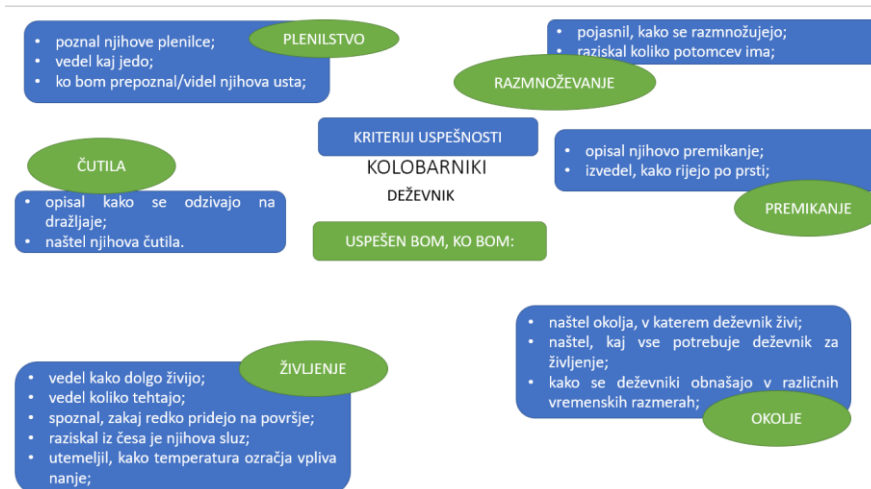 PLENILSTVO
• poznal njihove plenilce;
• vedel kaj jedo;
• ko bom prepoznal/videl njihova usta;
• pojasnil, kako se razmnožujejo;
• raziskal koliko potomcev ima;
RAZMNOŽEVANJE
KRITERIJI USPEŠNOSTI
KOLOBARNIKI
DEŽEVNIK
USPEŠEN BOM, KO BOM:
ČUTILA
• opisal kako se odzivajo na
dražljaje;
• naštel njihova čutila.
• opisal njihovo premikanje;
• izvedel, kako rijejo po prsti;
PREMIKANJE
ŽIVLJENJE
• vedel kako dolgo živijo;
• vedel koliko tehtajo;
• spoznal, zakaj redko pridejo na površje;
• raziskal iz česa je njihova sluz;
• utemeljil, kako temperatura ozračja vpliva
nanje;
• naštel okolja, v katerem deževnik živi;
• naštel, kaj vse potrebuje deževnik za
življenje;
• kako se deževniki obnašajo v različnih
vremenskih razmerah;
OKOLJE